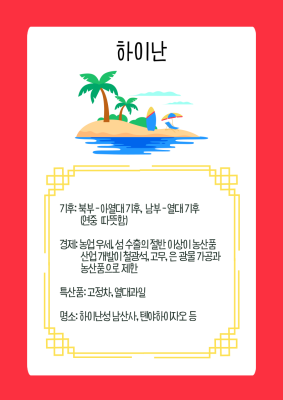 하이난
기후: 북부 - 아열대 기후, 남부 - 열대 기후
(연중 따뜻함)
경제: 농업 우세, 섬 수출의 절반 이상이 농산품
산업 개발이 철광석, 고무, 은 광물 가공과
농산품으로 제한
특산품: 고정차, 열대과일
명소: 하이난성 남산사, 톈야하이자오 등